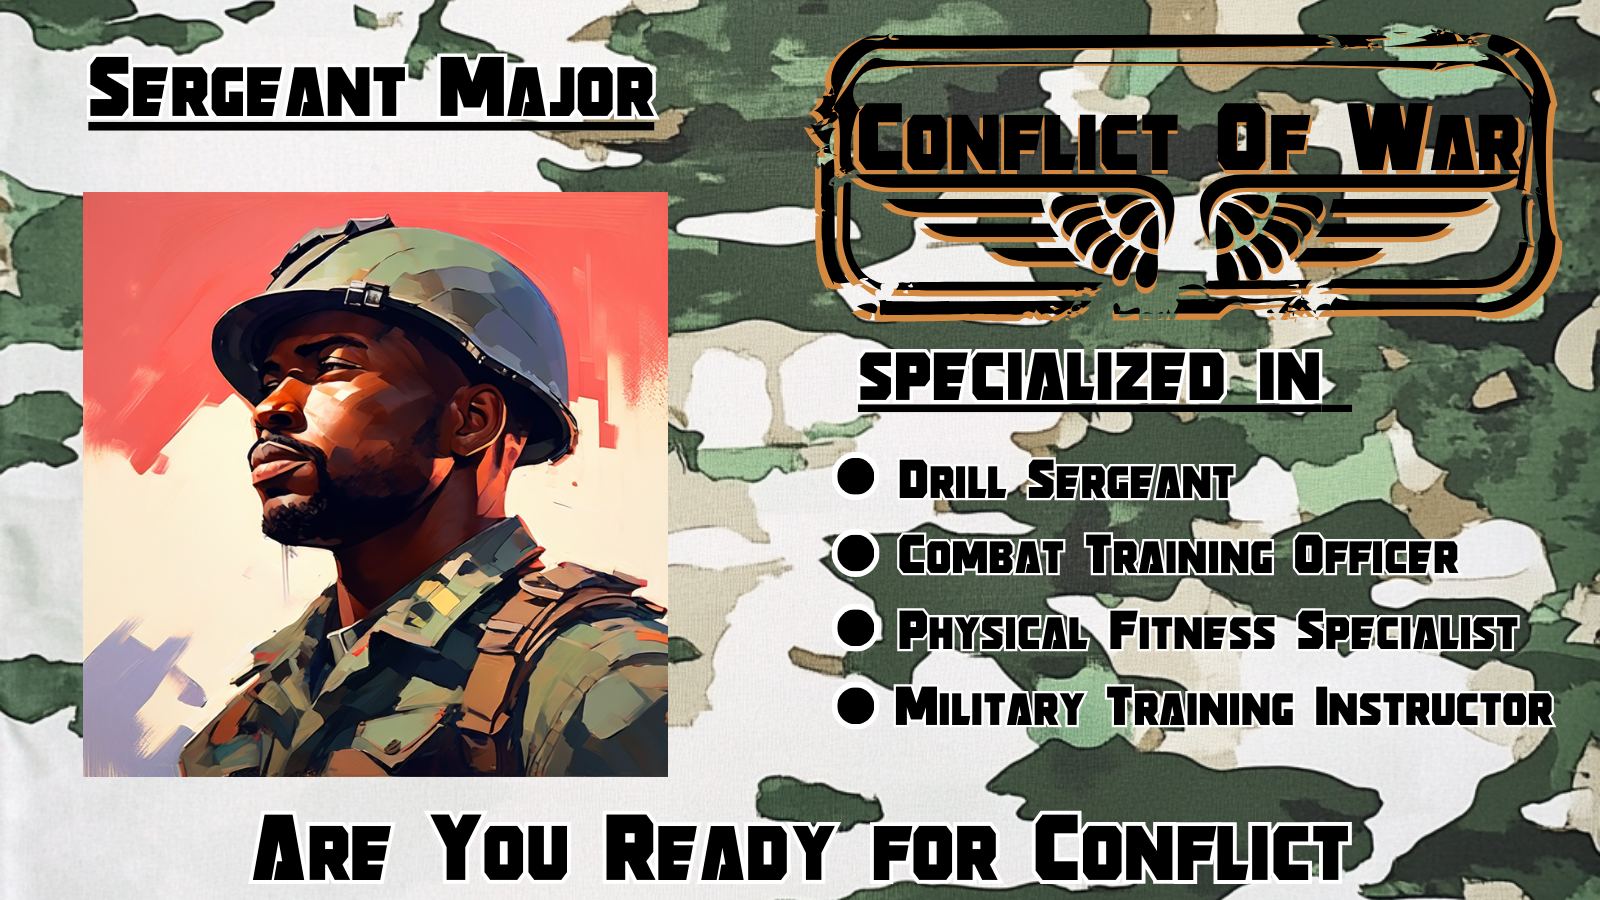 Sergeant Major
Conflict Of War
SPECIALIZED IN
Drill Sergeant
Combat Training Officer
Physical Fitness Specialist
Military Training Instructor
Are You Ready for Conflict